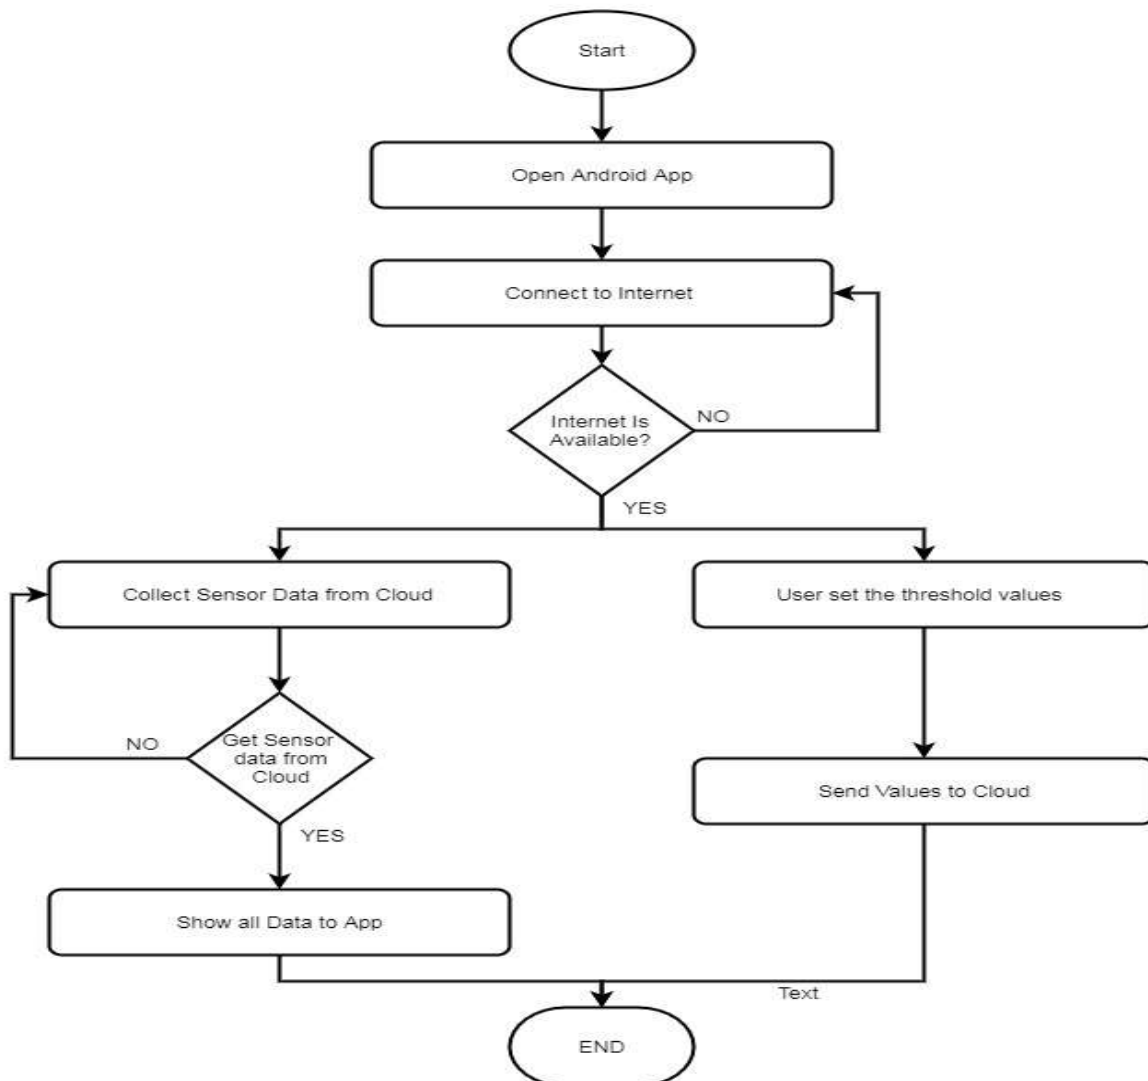 Start
Open Android App
Connect to Internet
Internet Is
Available?
NO
YES
Collect Sensor Data from Cloud
User set the threshold values
Get Sensor
data from
Cloud
NO
YES
Send Values to Cloud
Show all Data to App
Text
END